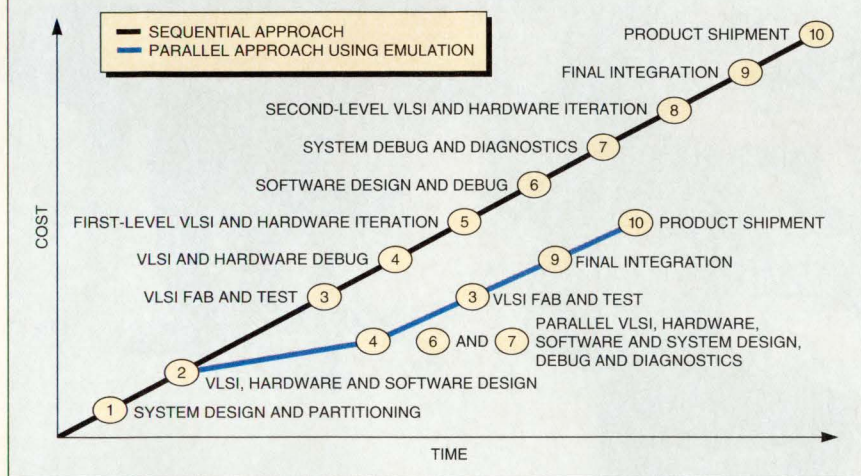 SEQUENTIAL APPROACH
PARALLEL APPROACH USING EMULATION
PRODUCT SHIPMENT 10
FINAL INTEGRATION 9
SECOND-LEVEL VLSI AND HARDWARE ITERATION 8
SYSTEM DEBUG AND DIAGNOSTICS 7
SOFTWARE DESIGN AND DEBUG 6
FIRST-LEVEL VLSI AND HARDWARE ITERATION 5
10 PRODUCT SHIPMENT
VLSI AND HARDWARE DEBUG 4
9 FINAL INTEGRATION
VLSI FAB AND TEST 3
3 VLSI FAB AND TEST
4 6 AND 7
PARALLEL VLSI, HARDWARE,
SOFTWARE AND SYSTEM DESIGN,
DEBUG AND DIAGNOSTICS
2 VLSI, HARDWARE AND SOFTWARE DESIGN
1 SYSTEM DESIGN AND PARTITIONING
COST
TIME